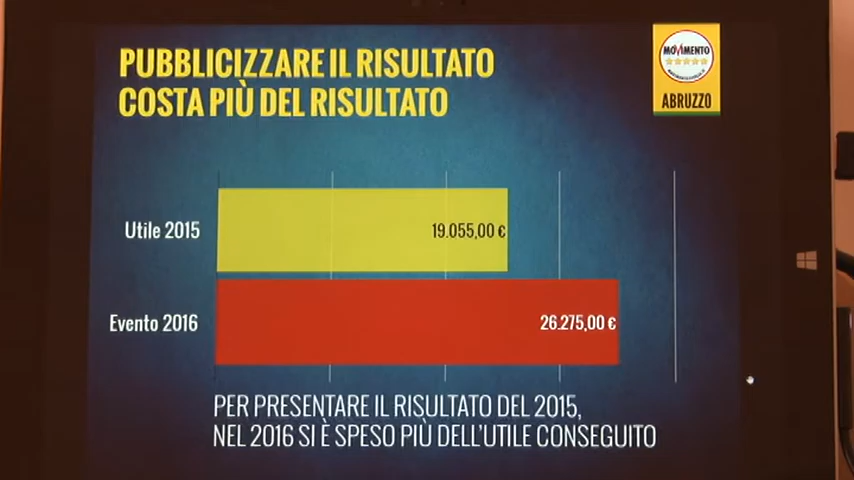 PUBBLICIZZARE IL RISULTATO
COSTA PIÙ DEL RISULTATO
MOVIMENTO
ABRUZZO
Utile 2015
19.055,00 €
Evento 2016
26.275,00 €
PER PRESENTARE IL RISULTATO DEL 2015,
NEL 2016 SI È SPESO PIÙ DELL'UTILE CONSEGUITO